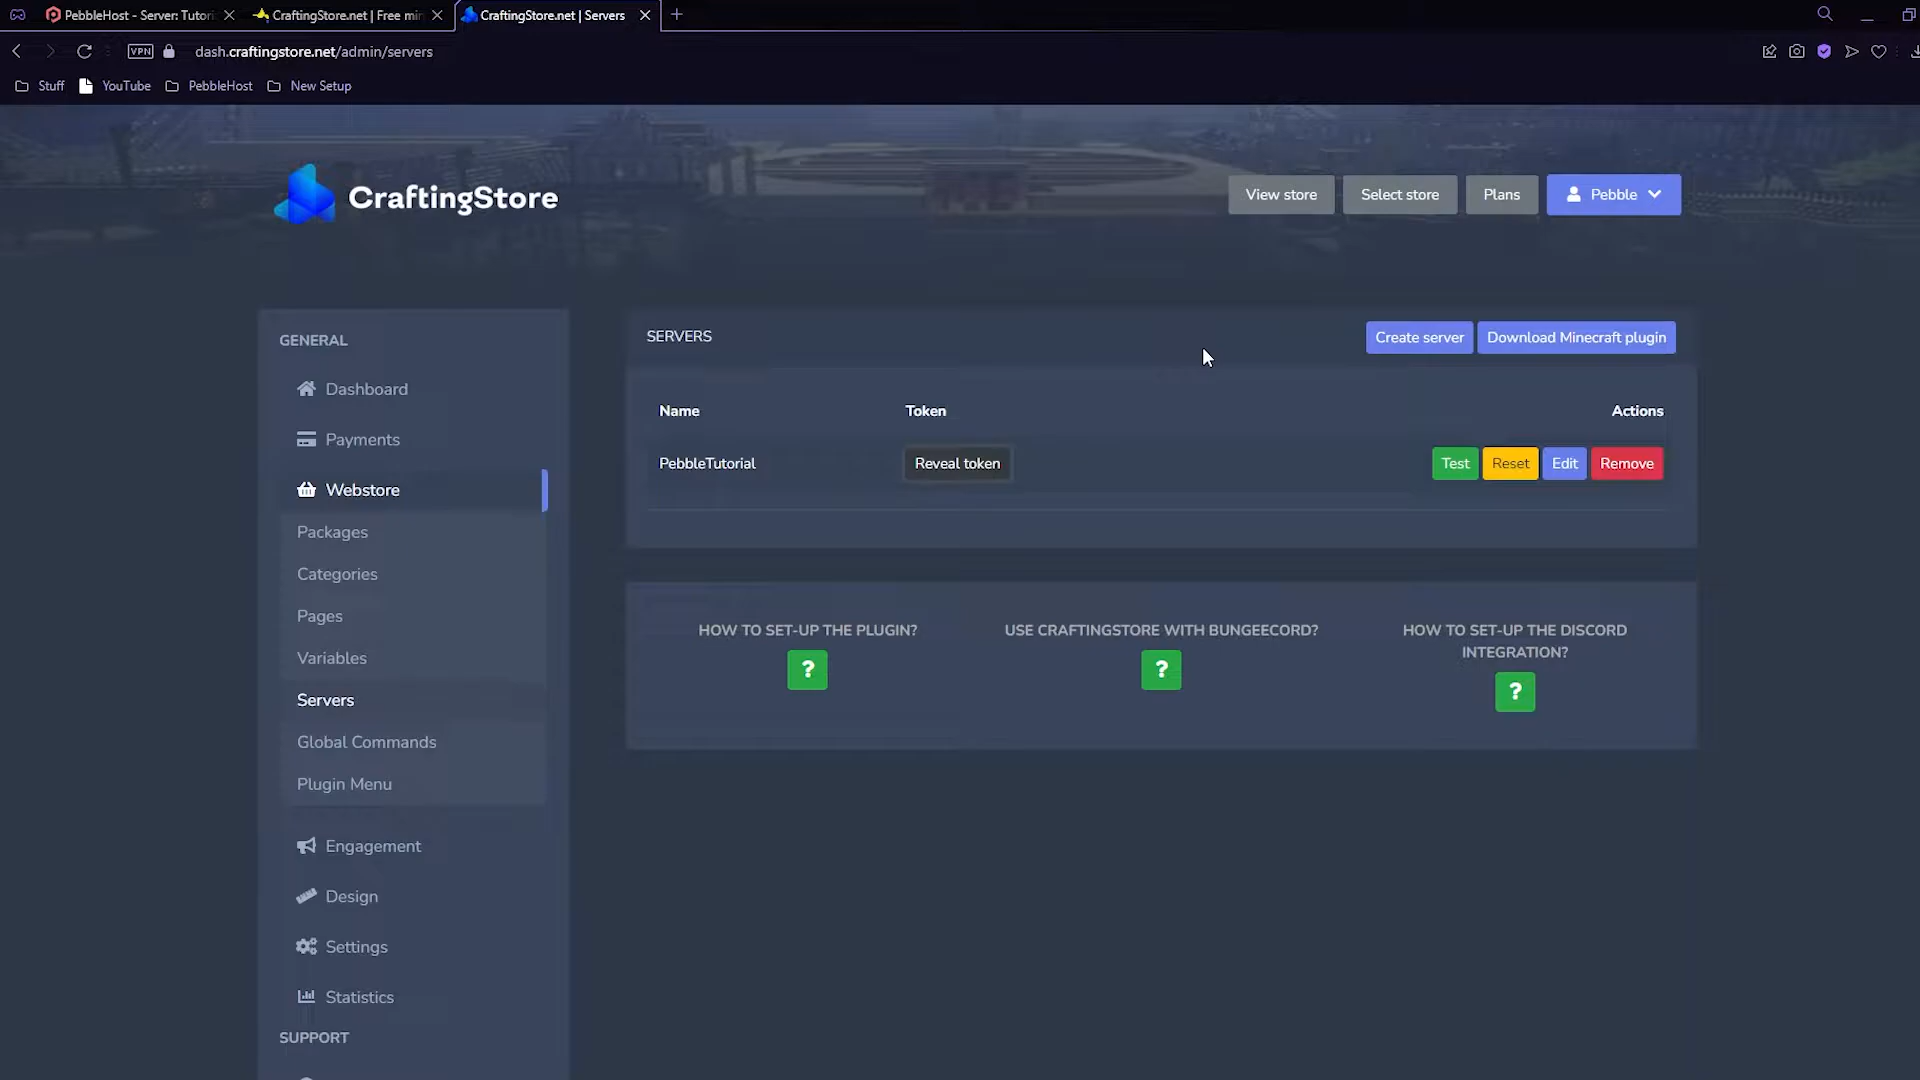 PebbleHost - Server: Tutori
CraftingStore.net | Free min
CraftingStore.net | Servers
VPN
dash.craftingstore.net/admin/servers
Stuff
YouTube
PebbleHost
New Setup
CraftingStore
View store
Select store
Plans
Pebble
GENERAL
Dashboard
Payments
Webstore
Packages
Categories
Pages
Variables
Servers
Global Commands
Plugin Menu
Engagement
Design
Settings
Statistics
SUPPORT
SERVERS
Create server
Download Minecraft plugin
Name
Token
Actions
PebbleTutorial
Reveal token
Test
Reset
Edit
Remove
HOW TO SET-UP THE PLUGIN?
?
USE CRAFTINGSTORE WITH BUNGEECORD?
?
HOW TO SET-UP THE DISCORD
INTEGRATION?
?